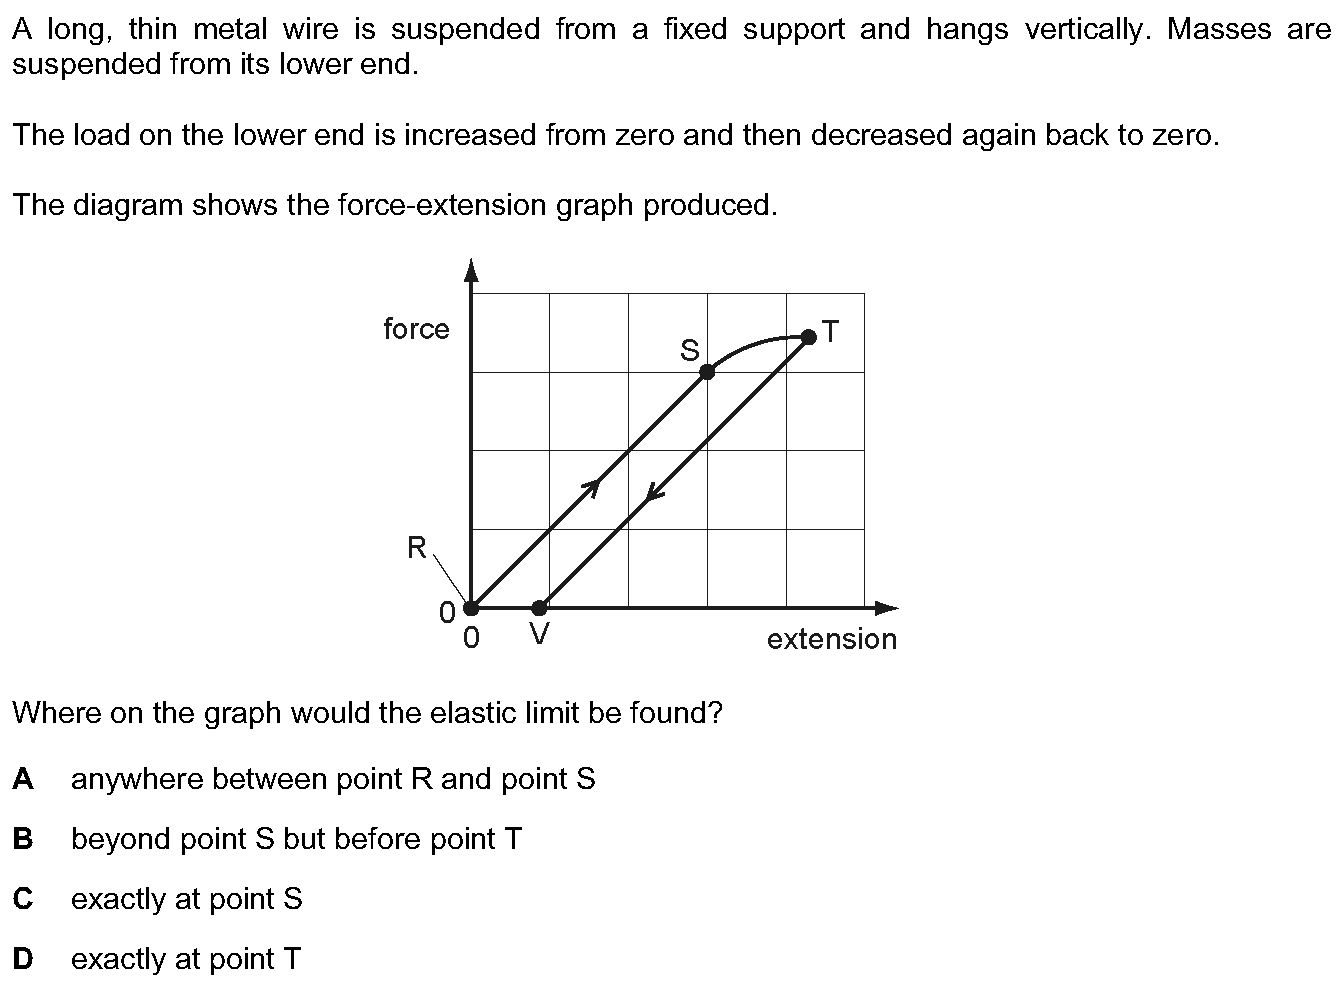 A long, thin metal wire is suspended from a fixed support and hangs vertically. Masses are
suspended from its lower end.
The load on the lower end is increased from zero and then decreased again back to zero.
The diagram shows the force-extension graph produced.
force
S
T
R
0
0
V
extension
Where on the graph would the elastic limit be found?
A anywhere between point R and point S
B beyond point S but before point T
C exactly at point S
D exactly at point T